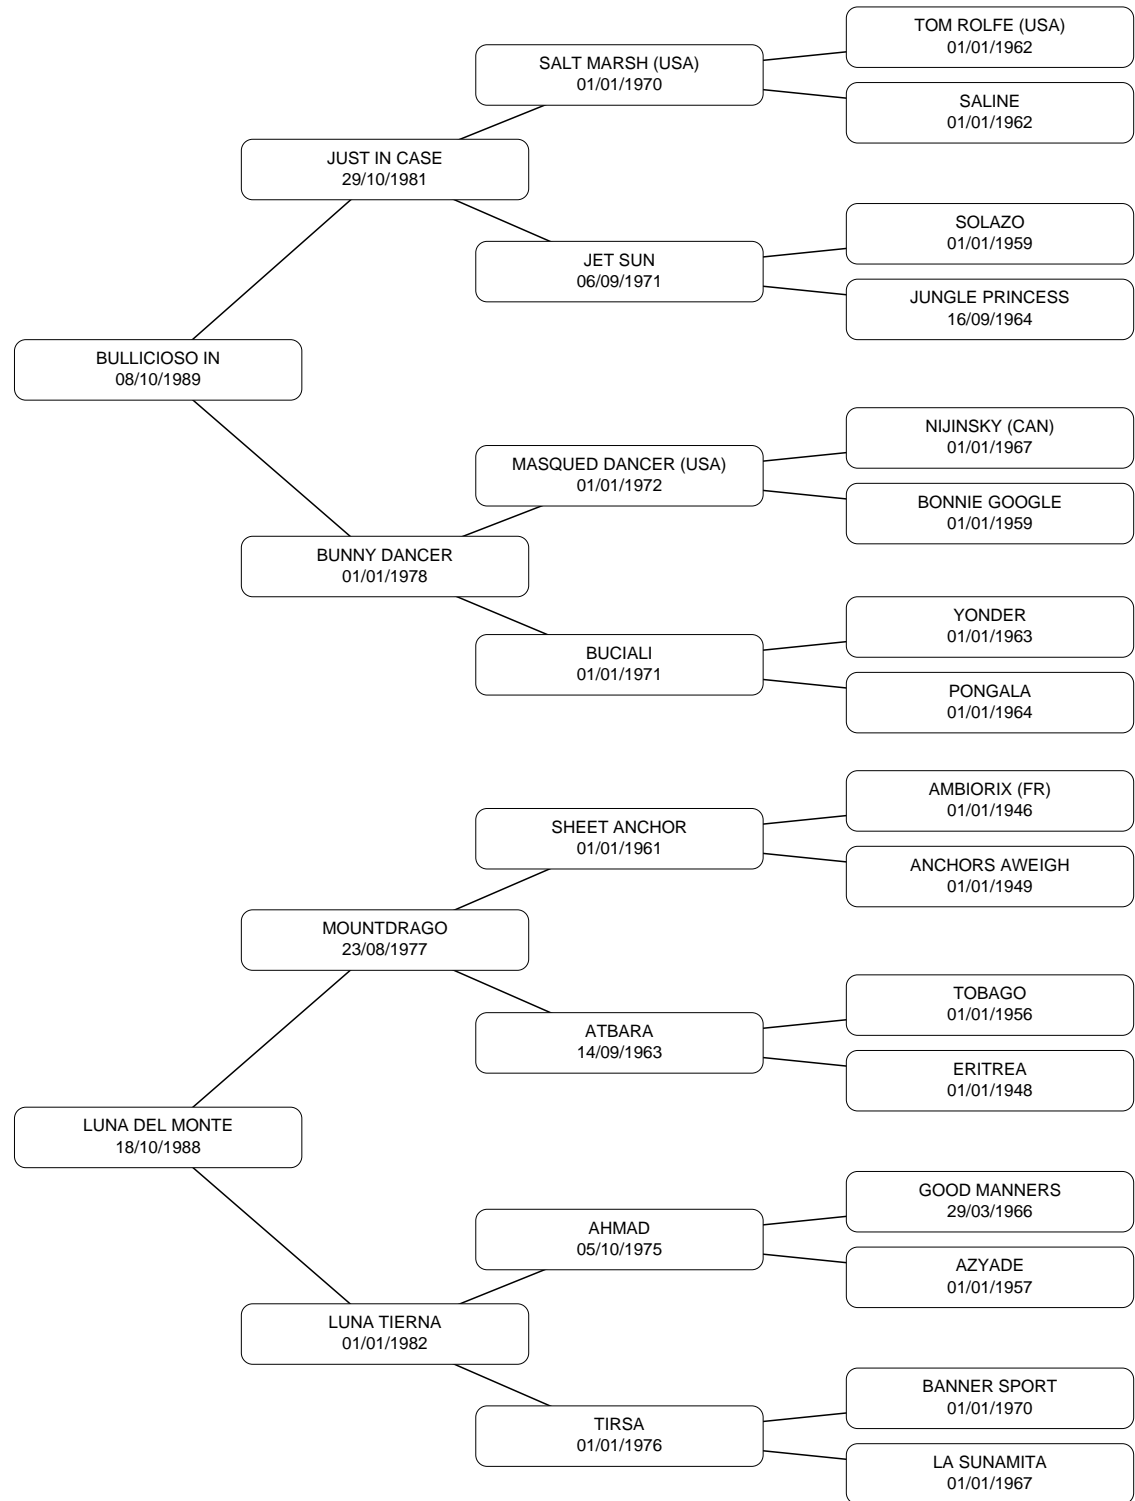 TOM ROLFE (USA)
01/01/1962
SALT MARSH (USA)
01/01/1970
SALINE
01/01/1962
JUST IN CASE
29/10/1981
SOLAZO
01/01/1959
JET SUN
06/09/1971
JUNGLE PRINCESS
16/09/1964
BULLICIOSO IN
08/10/1989
NIJINSKY (CAN)
01/01/1967
MASQUED DANCER (USA)
01/01/1972
BONNIE GOOGLE
01/01/1959
BUNNY DANCER
01/01/1978
YONDER
01/01/1963
BUCIALI
01/01/1971
PONGALA
01/01/1964
AMBIORIX (FR)
01/01/1946
SHEET ANCHOR
01/01/1961
ANCHORS AWEIGH
01/01/1949
MOUNTDRAGO
23/08/1977
TOBAGO
01/01/1956
ATBARA
14/09/1963
ERITREA
01/01/1948
LUNA DEL MONTE
18/10/1988
GOOD MANNERS
29/03/1966
AHMAD
05/10/1975
AZYADE
01/01/1957
LUNA TIERNA
01/01/1982
BANNER SPORT
01/01/1970
TIRSA
01/01/1976
LA SUNAMITA
01/01/1967